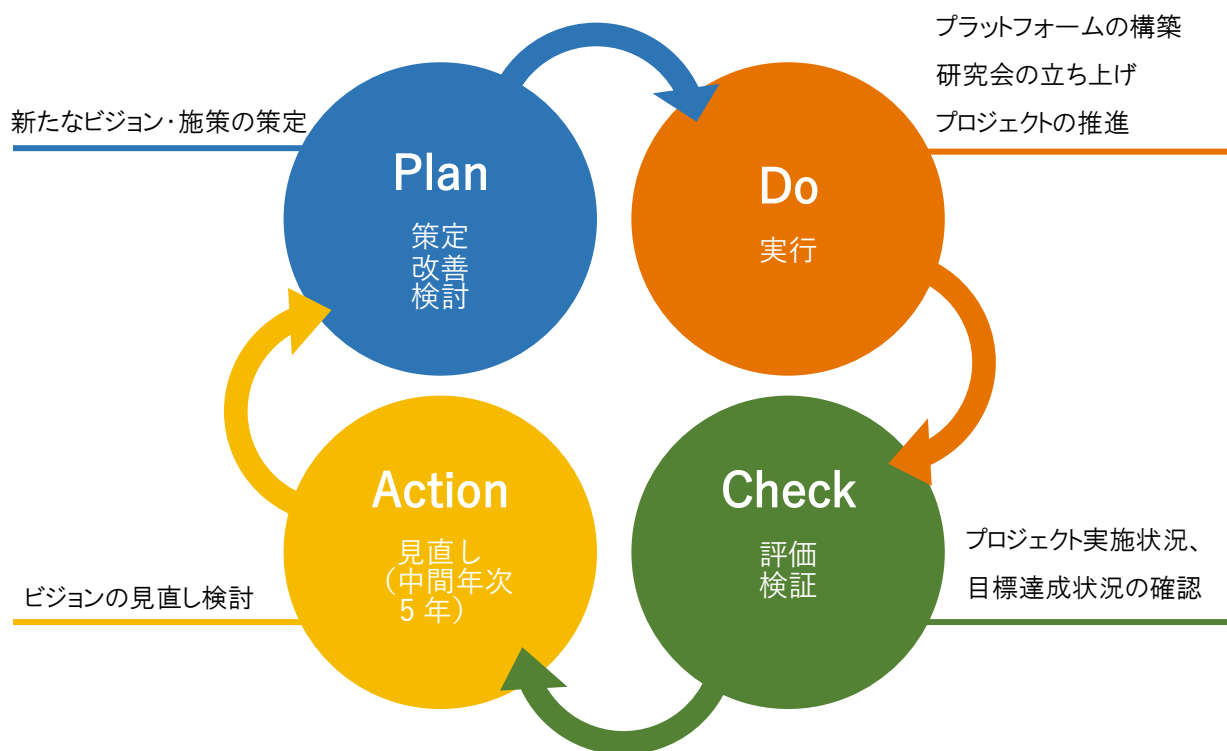 新たなビジョン・施策の策定
Plan
策定
改善
検討
プラットフォームの構築
研究会の立ち上げ
プロジェクトの推進
Do
実行
Check
評価
検証
プロジェクト実施状況、
目標達成状況の確認
Action
見直し
（中間年次
5 年）
ビジョンの見直し検討